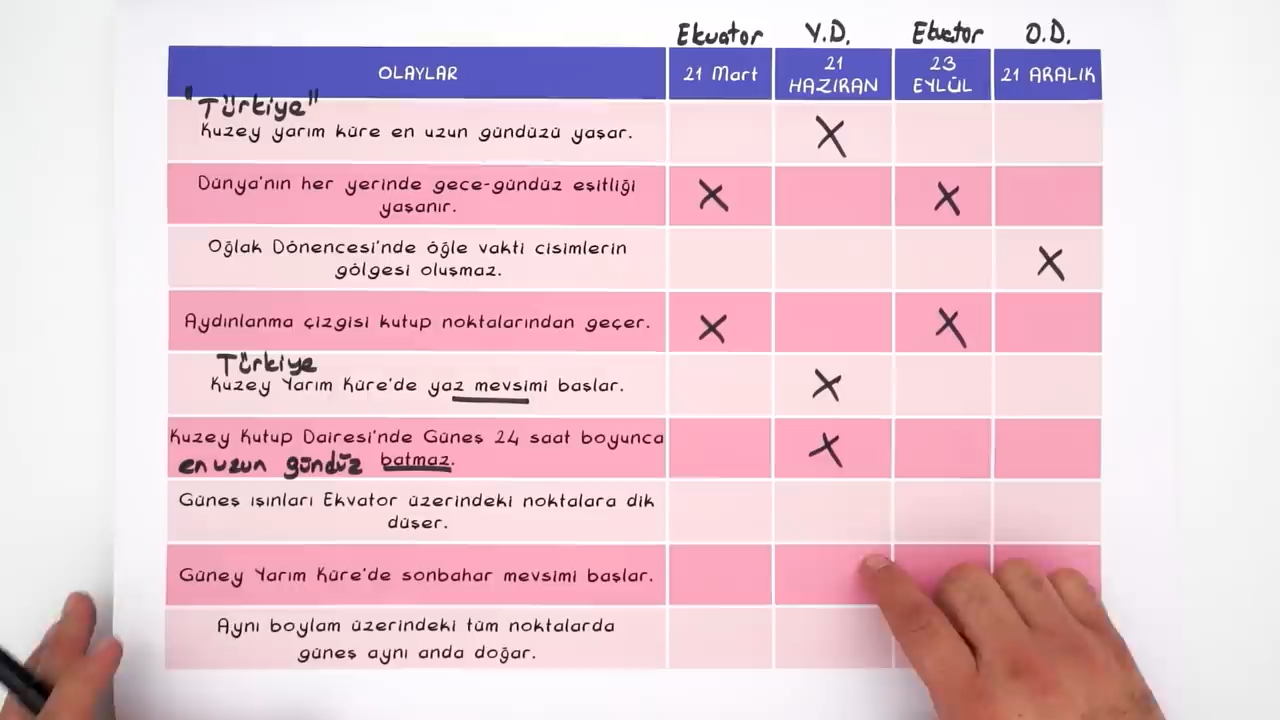 Ekuator Y.D. Ekuator O.D.
OLAYLAR 21 Mart 21 HAZIRAN 23 EYLÜL 21 ARALIK
"Türkiye"
Kuzey yarım küre en uzun gündüzü yaşar. X
Dünya'nın her yerinde gece-gündüz eşitliği
yaşanır. X X
Oğlak Dönencesi'nde öğle vakti cisimlerin
gölgesi oluşmaz. X
Aydınlanma çizgisi kutup noktalarından geçer. X X
Türkiye
Kuzey Yarım Küre'de yaz mevsimi başlar. X
Kuzey Kutup Dairesi'nde Güneş 24 saat boyunca
en uzun gündüz batmaz. X
Güneş ışınları Ekvator üzerindeki noktalara dik
düşer.
Güney Yarım Küre'de sonbahar mevsimi başlar.
Aynı boylam üzerindeki tüm noktalarda
güneş aynı anda doğar.